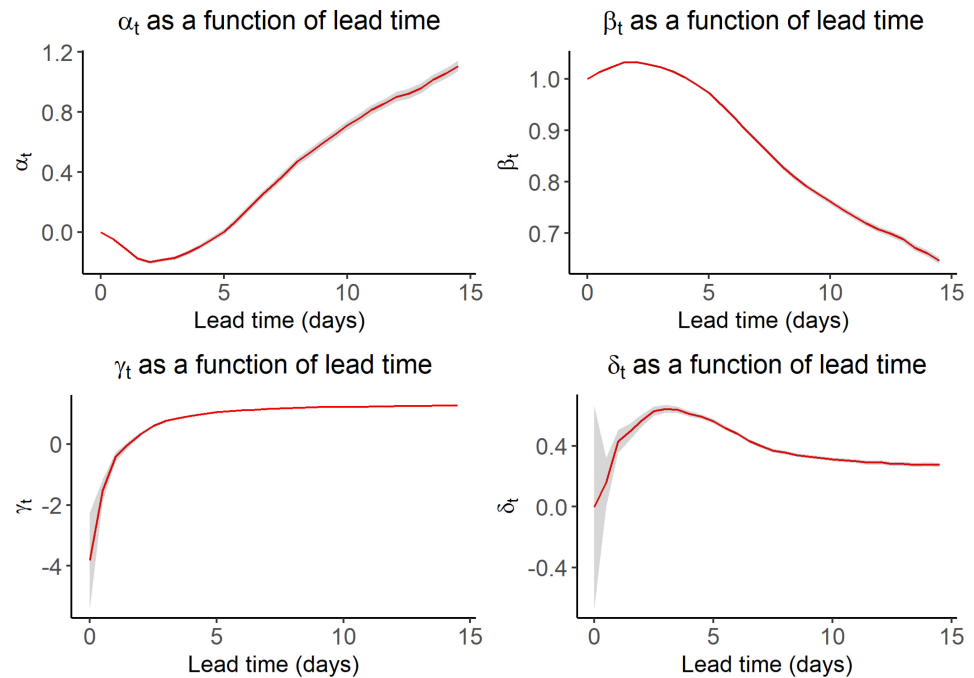 αt as a function of lead time
αt
1.2
0.8
0.4
0.0
0 5 10 15
Lead time (days)
βt as a function of lead time
βt
1.0
0.9
0.8
0.7
0 5 10 15
Lead time (days)
γt as a function of lead time
γt
0
-2
-4
0 5 10 15
Lead time (days)
δt as a function of lead time
δt
0.4
0.0
-0.4
0 5 10 15
Lead time (days)